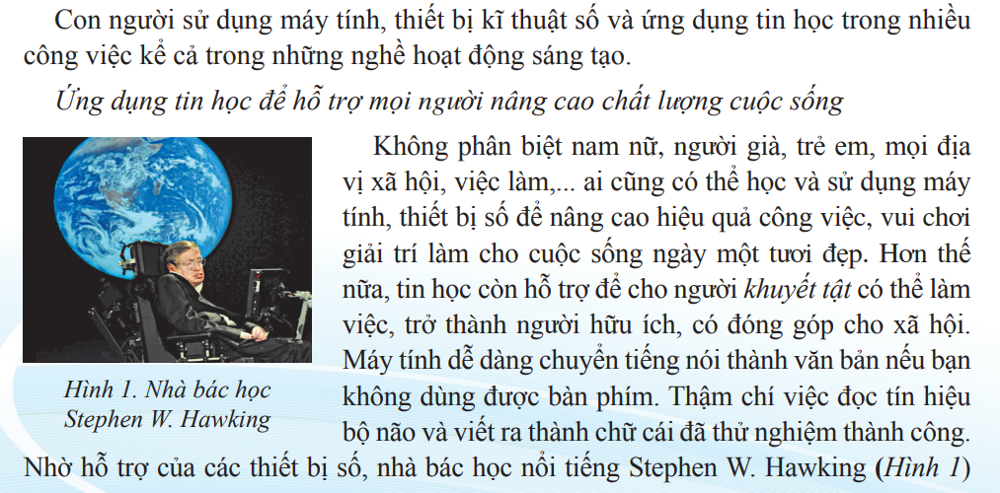 Con người sử dụng máy tính, thiết bị kĩ thuật số và ứng dụng tin học trong nhiều
công việc kể cả trong những nghề hoạt động sáng tạo.
Ứng dụng tin học để hỗ trợ mọi người nâng cao chất lượng cuộc sống
Không phân biệt nam nữ, người già, trẻ em, mọi địa
vị xã hội, việc làm,... ai cũng có thể học và sử dụng máy
tính, thiết bị số để nâng cao hiệu quả công việc, vui chơi
giải trí làm cho cuộc sống ngày một tươi đẹp. Hơn thế
nữa, tin học còn hỗ trợ để cho người khuyết tật có thể làm
việc, trở thành người hữu ích, có đóng góp cho xã hội.
Máy tính dễ dàng chuyển tiếng nói thành văn bản nếu bạn
không dùng được bàn phím. Thậm chí việc đọc tín hiệu
bộ não và viết ra thành chữ cái đã thử nghiệm thành công.
Hình 1. Nhà bác học
Stephen W. Hawking
Nhờ hỗ trợ của các thiết bị số, nhà bác học nổi tiếng Stephen W. Hawking (Hình 1)